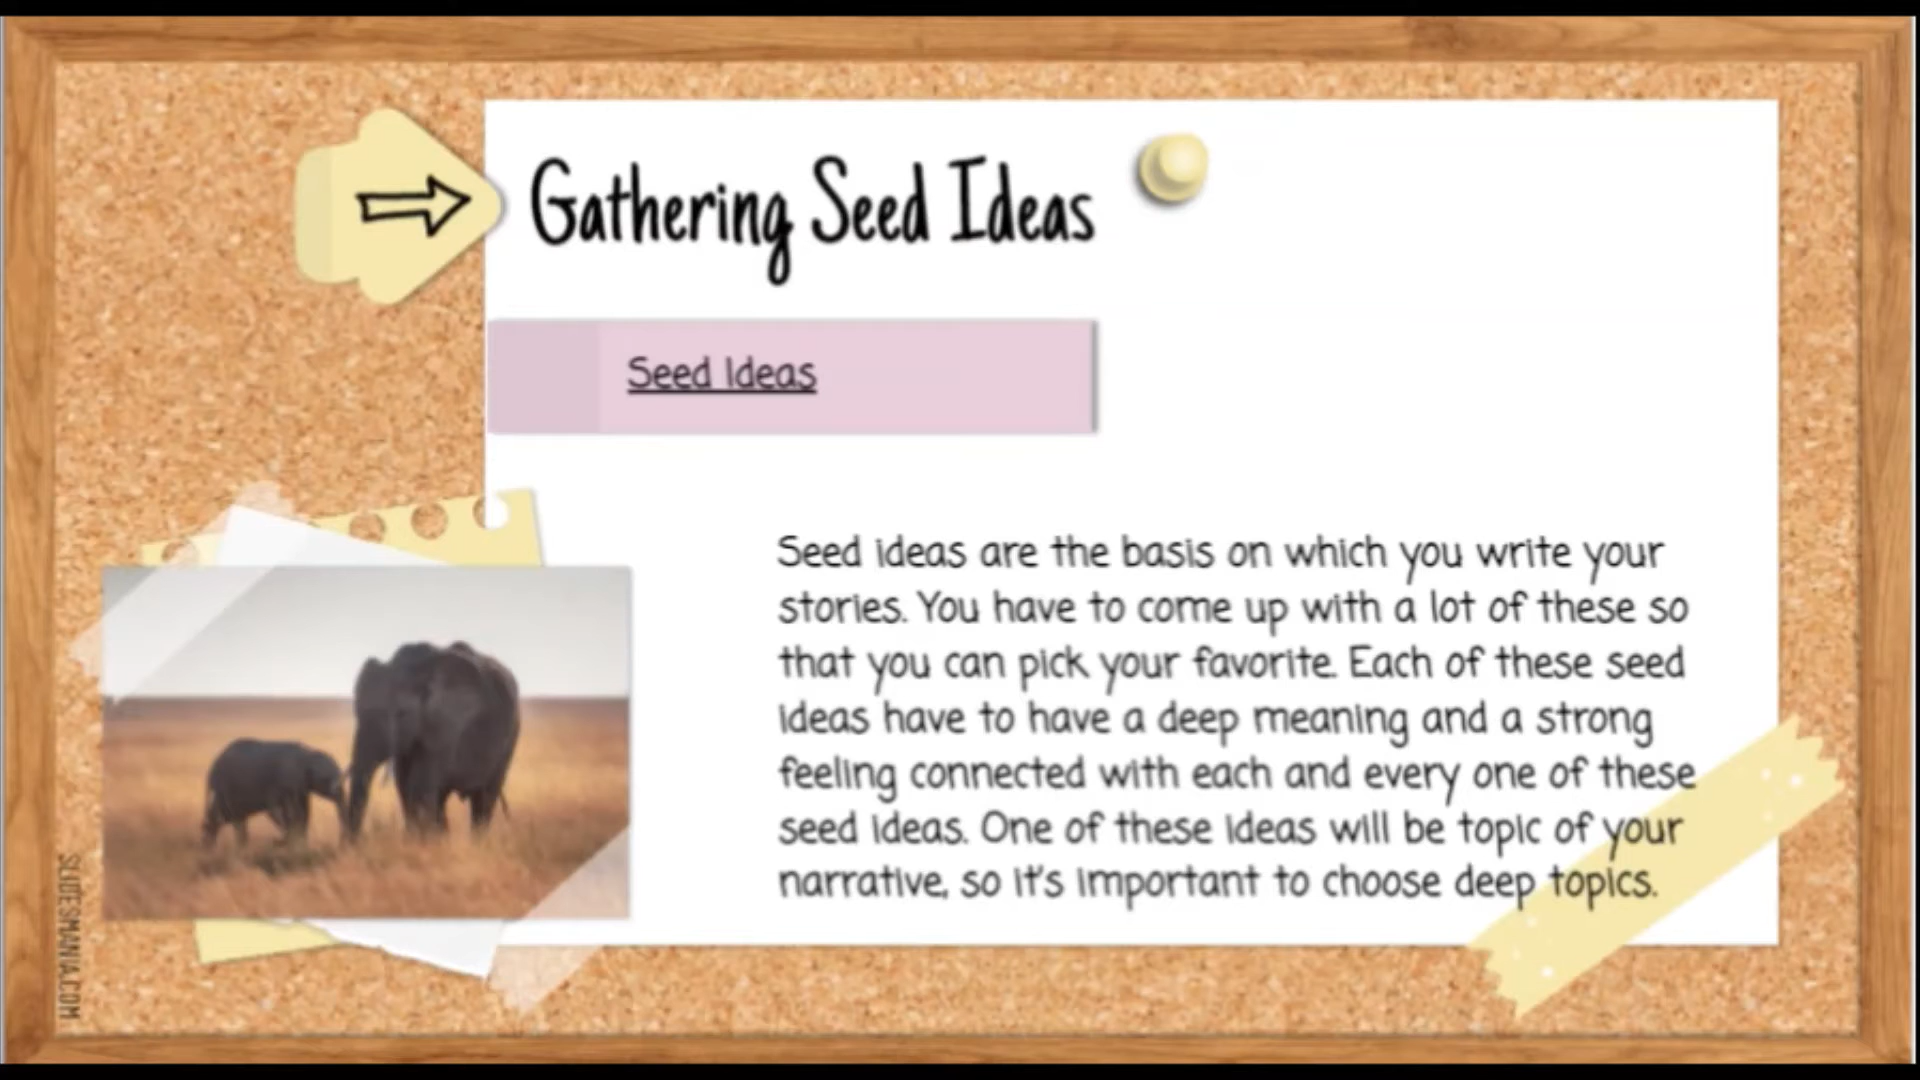 Gathering Seed Ideas
Seed Ideas
Seed ideas are the basis on which you write your
stories. You have to come up with a lot of these so
that you can pick your favorite. Each of these seed
ideas have to have a deep meaning and a strong
feeling connected with each and every one of these
seed ideas. One of these ideas will be topic of your
narrative, so it's important to choose deep topics.
SLIDESMANIA.COM